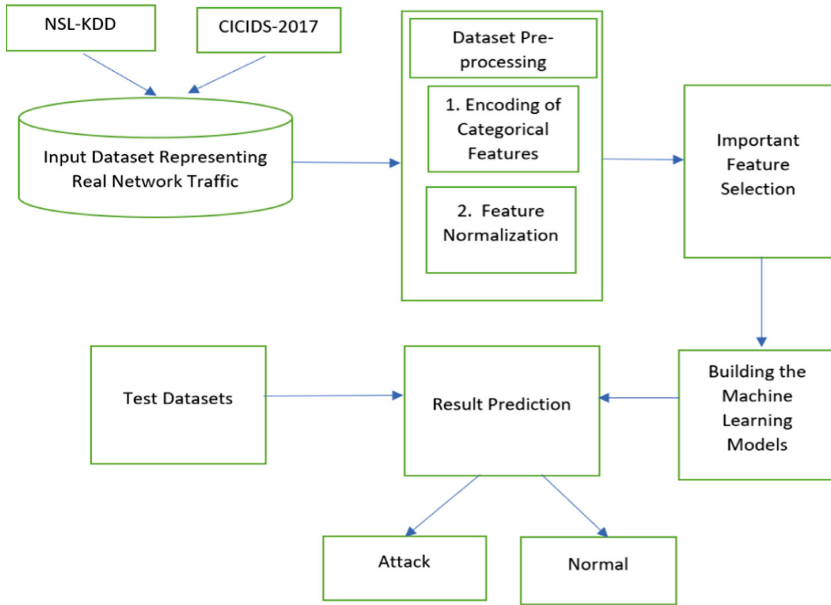 NSL-KDD
CICIDS-2017
Input Dataset Representing
Real Network Traffic
Dataset Pre-
processing
1. Encoding of
Categorical
Features
2. Feature
Normalization
Important
Feature
Selection
Building the
Machine
Learning
Models
Result Prediction
Test Datasets
Attack
Normal